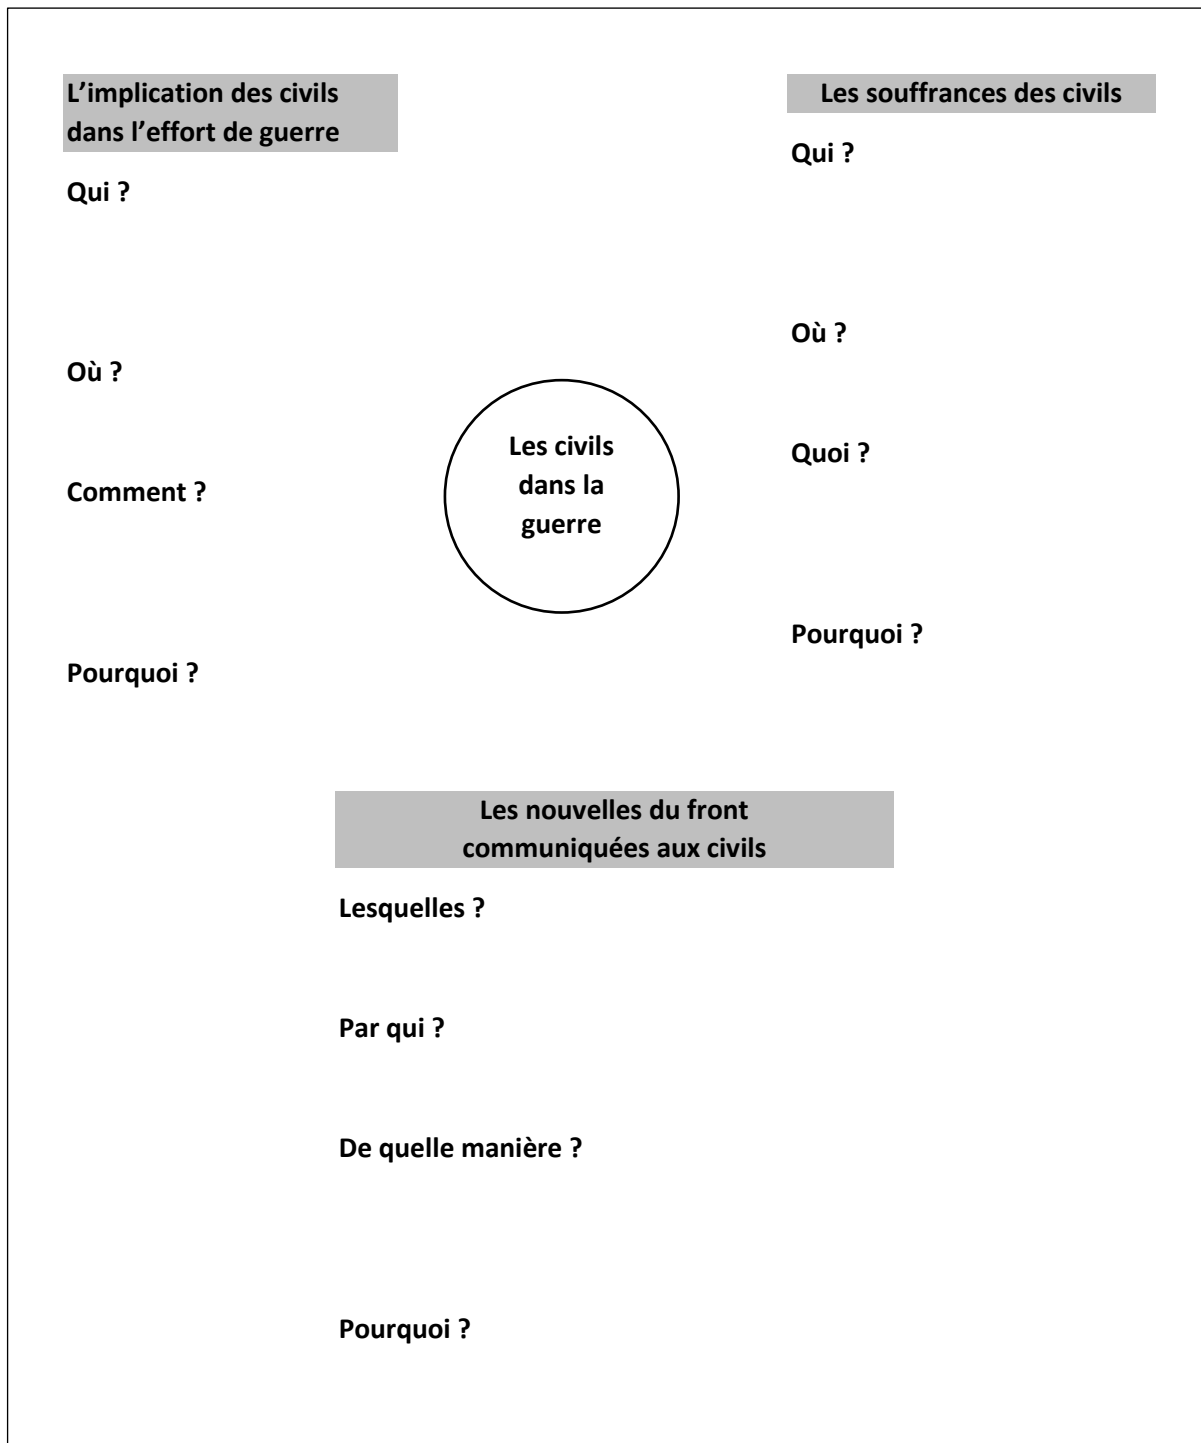 L’implication des civils
dans l’effort de guerre
Qui ?
Où ?
Comment ?
Pourquoi ?
Les civils
dans la
guerre
Les souffrances des civils
Qui ?
Où ?
Quoi ?
Pourquoi ?
Les nouvelles du front
communiquées aux civils
Lesquelles ?
Par qui ?
De quelle manière ?
Pourquoi ?